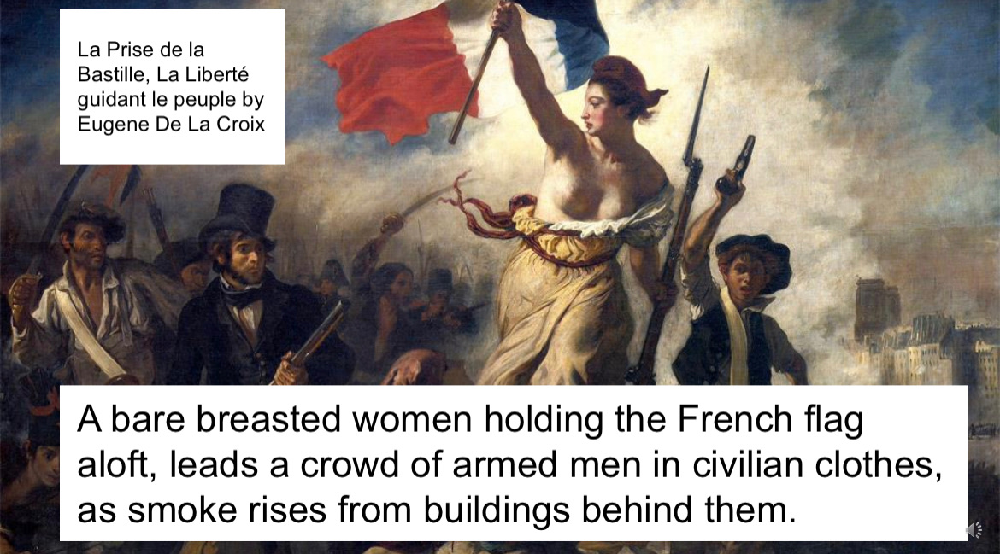 La Prise de la
Bastille, La Liberté
guidant le peuple by
Eugene De La Croix
A bare breasted women holding the French flag
aloft, leads a crowd of armed men in civilian clothes,
as smoke rises from buildings behind them.